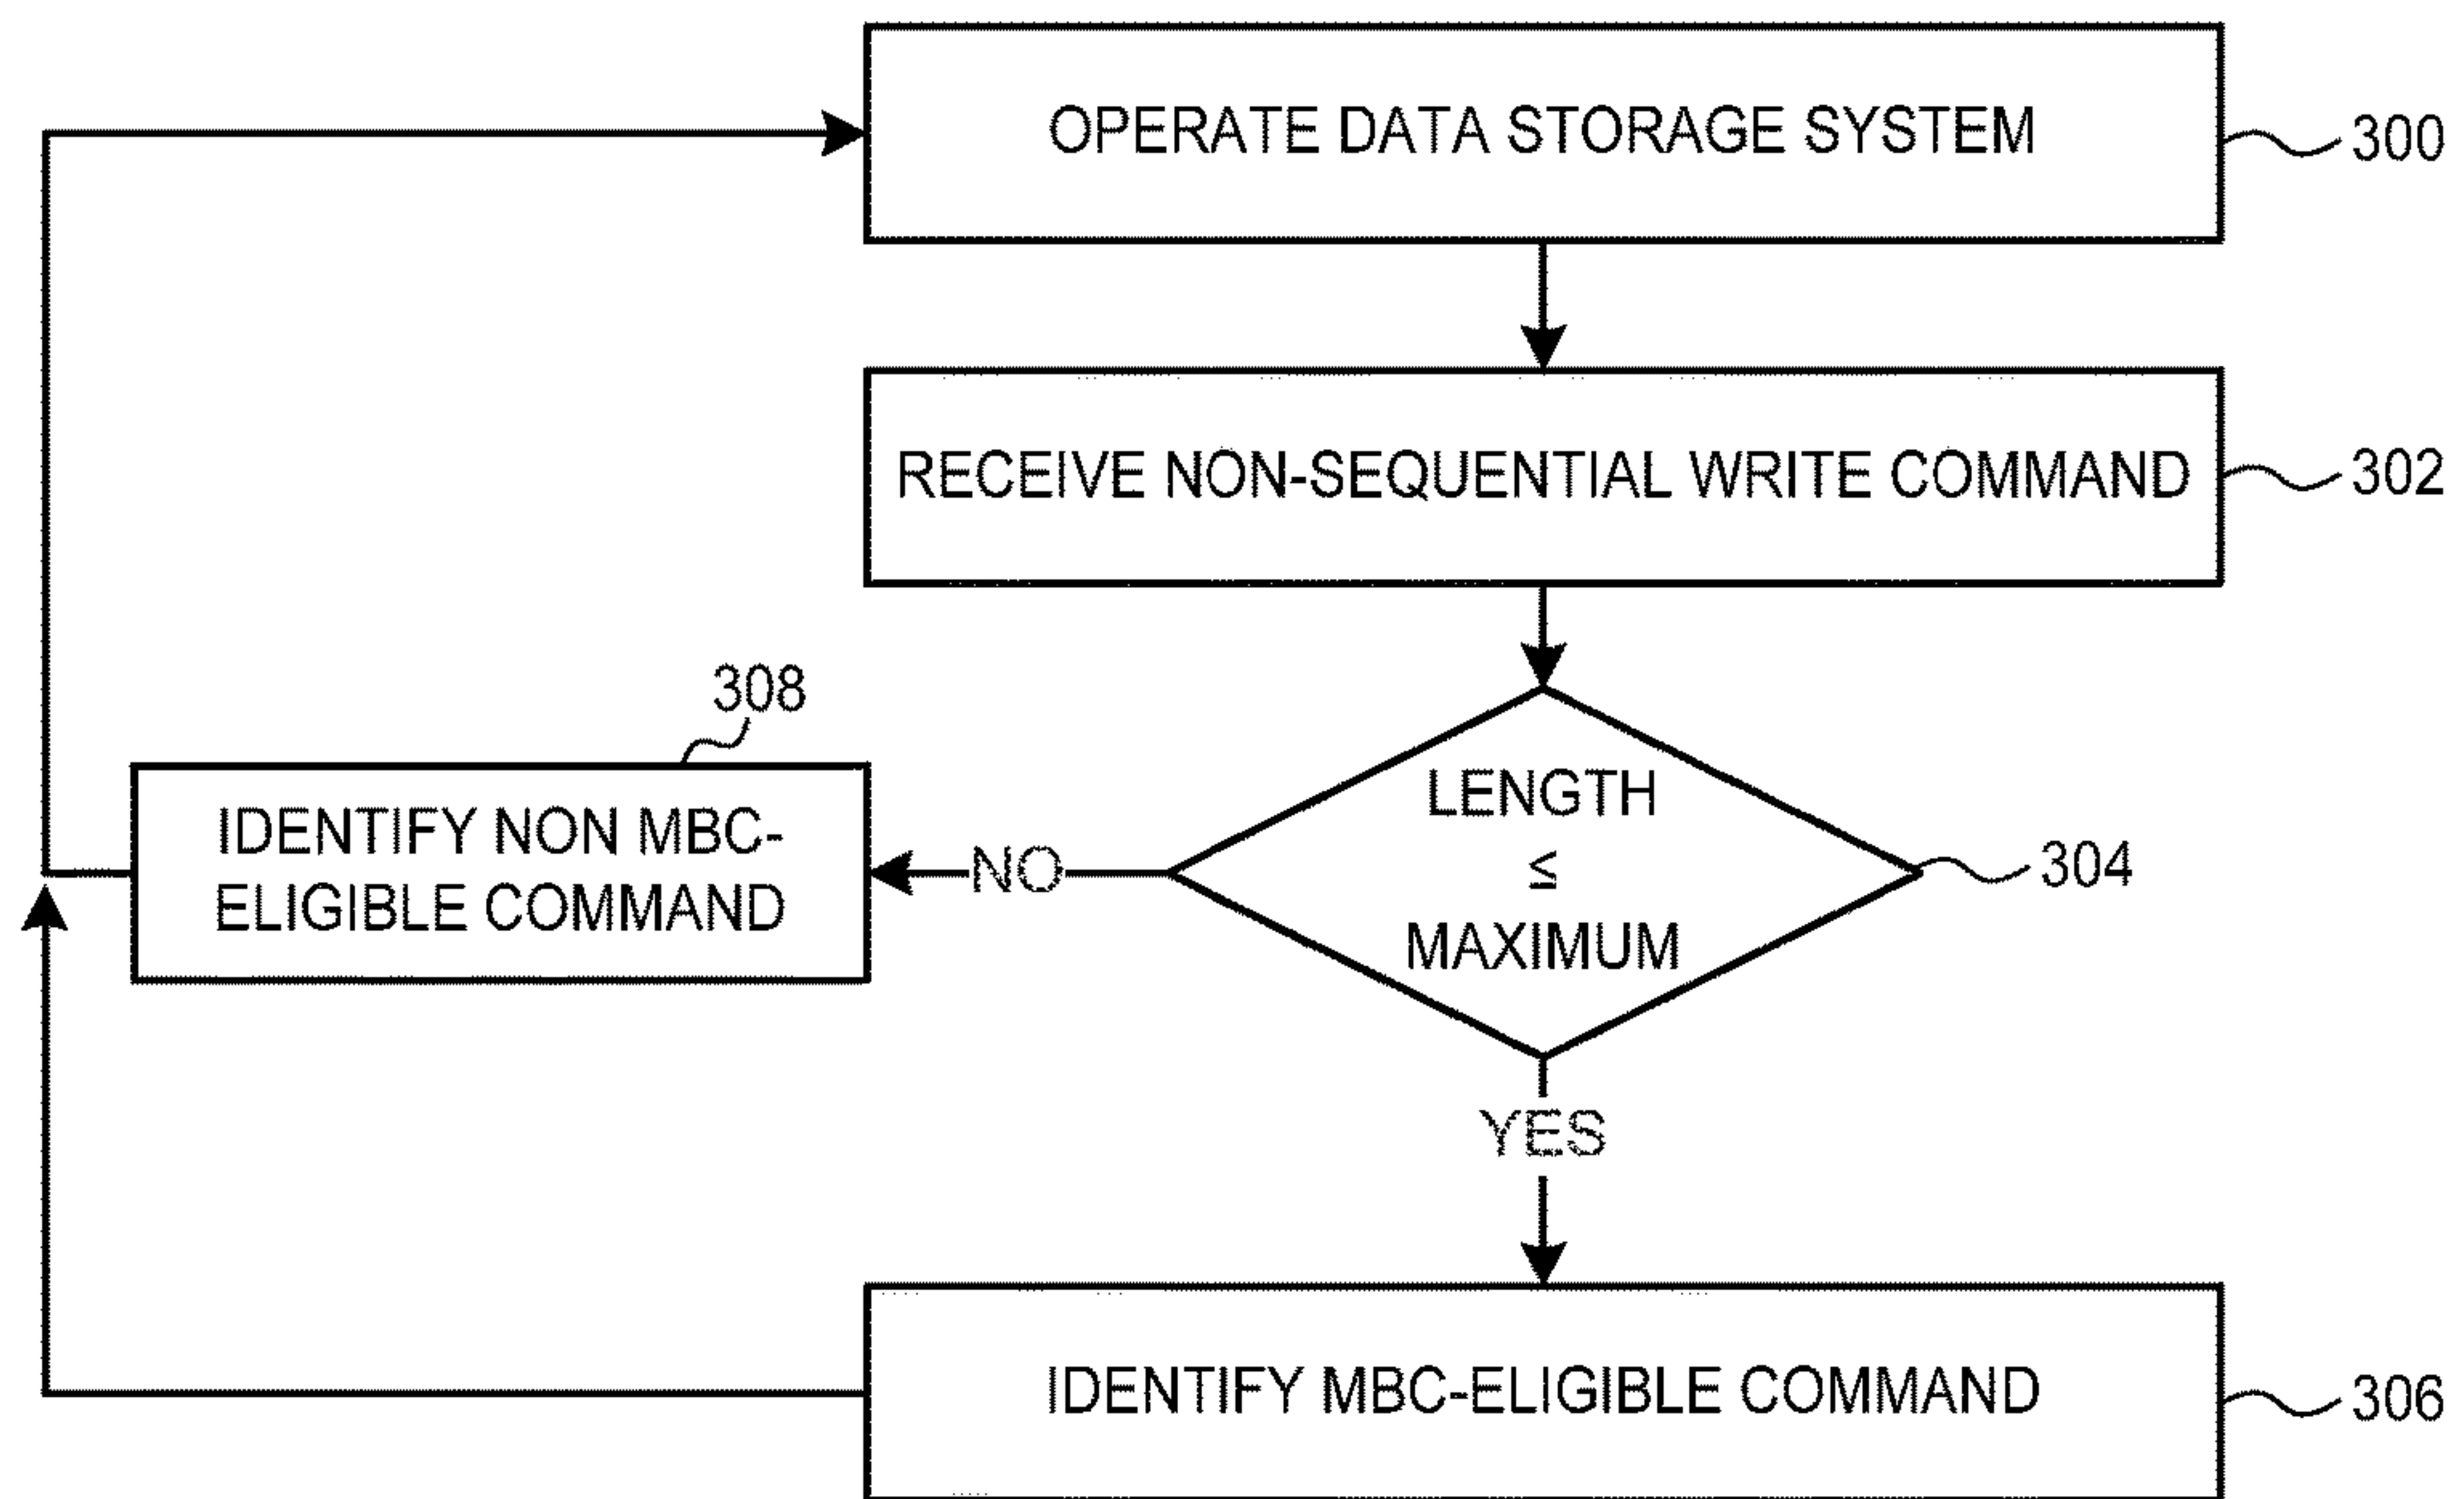 OPERATE DATA STORAGE SYSTEM
300
RECEIVE NON-SEQUENTIAL WRITE COMMAND
302
308
IDENTIFY NON MBC-
ELIGIBLE COMMAND
NO
LENGTH
≤
MAXIMUM
304
YES
IDENTIFY MBC-ELIGIBLE COMMAND
306